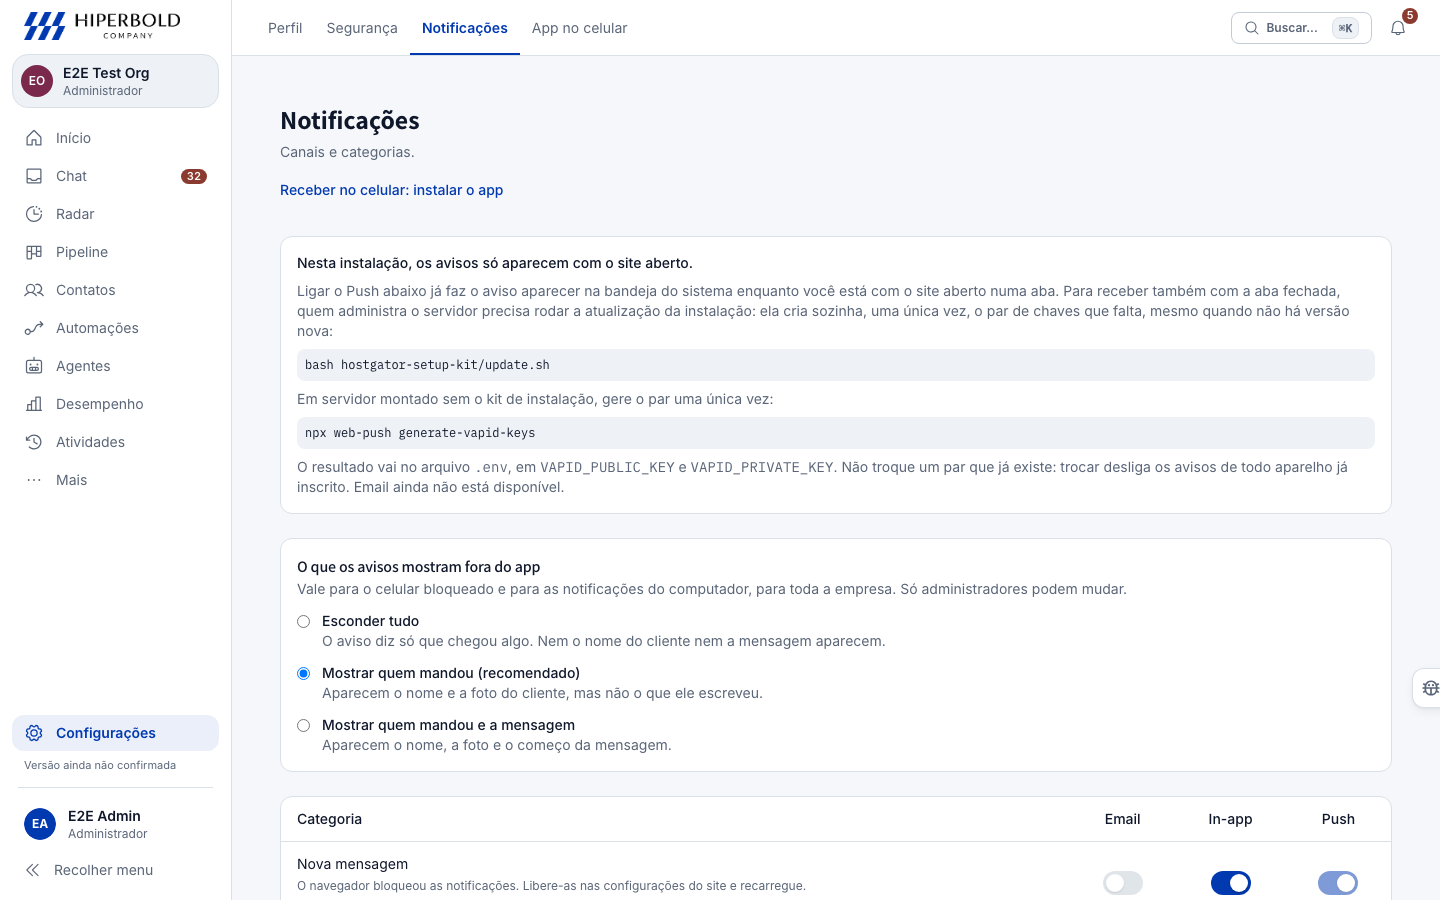 HIPERBOLD
COMPANY
EO
E2E Test Org
Administrador
Início
Chat
32
Radar
Pipeline
Contatos
Automações
Agentes
Desempenho
Atividades
Mais
Configurações
Versão ainda não confirmada
EA
E2E Admin
Administrador
Recolher menu
Perfil
Segurança
Notificações
App no celular
Buscar...
⌘K
5
Notificações
Canais e categorias.
Receber no celular: instalar o app
Nesta instalação, os avisos só aparecem com o site aberto.
Ligar o Push abaixo já faz o aviso aparecer na bandeja do sistema enquanto você está com o site aberto numa aba. Para receber também com a aba fechada,
quem administra o servidor precisa rodar a atualização da instalação: ela cria sozinha, uma única vez, o par de chaves que falta, mesmo quando não há versão
nova:
bash hostgator-setup-kit/update.sh
Em servidor montado sem o kit de instalação, gere o par uma única vez:
npx web-push generate-vapid-keys
O resultado vai no arquivo .env, em VAPID_PUBLIC_KEY e VAPID_PRIVATE_KEY. Não troque um par que já existe: trocar desliga os avisos de todo aparelho já
inscrito. Email ainda não está disponível.
O que os avisos mostram fora do app
Vale para o celular bloqueado e para as notificações do computador, para toda a empresa. Só administradores podem mudar.
Esconder tudo
O aviso diz só que chegou algo. Nem o nome do cliente nem a mensagem aparecem.
Mostrar quem mandou (recomendado)
Aparecem o nome e a foto do cliente, mas não o que ele escreveu.
Mostrar quem mandou e a mensagem
Aparecem o nome, a foto e o começo da mensagem.
Categoria
Email
In-app
Push
Nova mensagem
O navegador bloqueou as notificações. Libere-as nas configurações do site e recarregue.